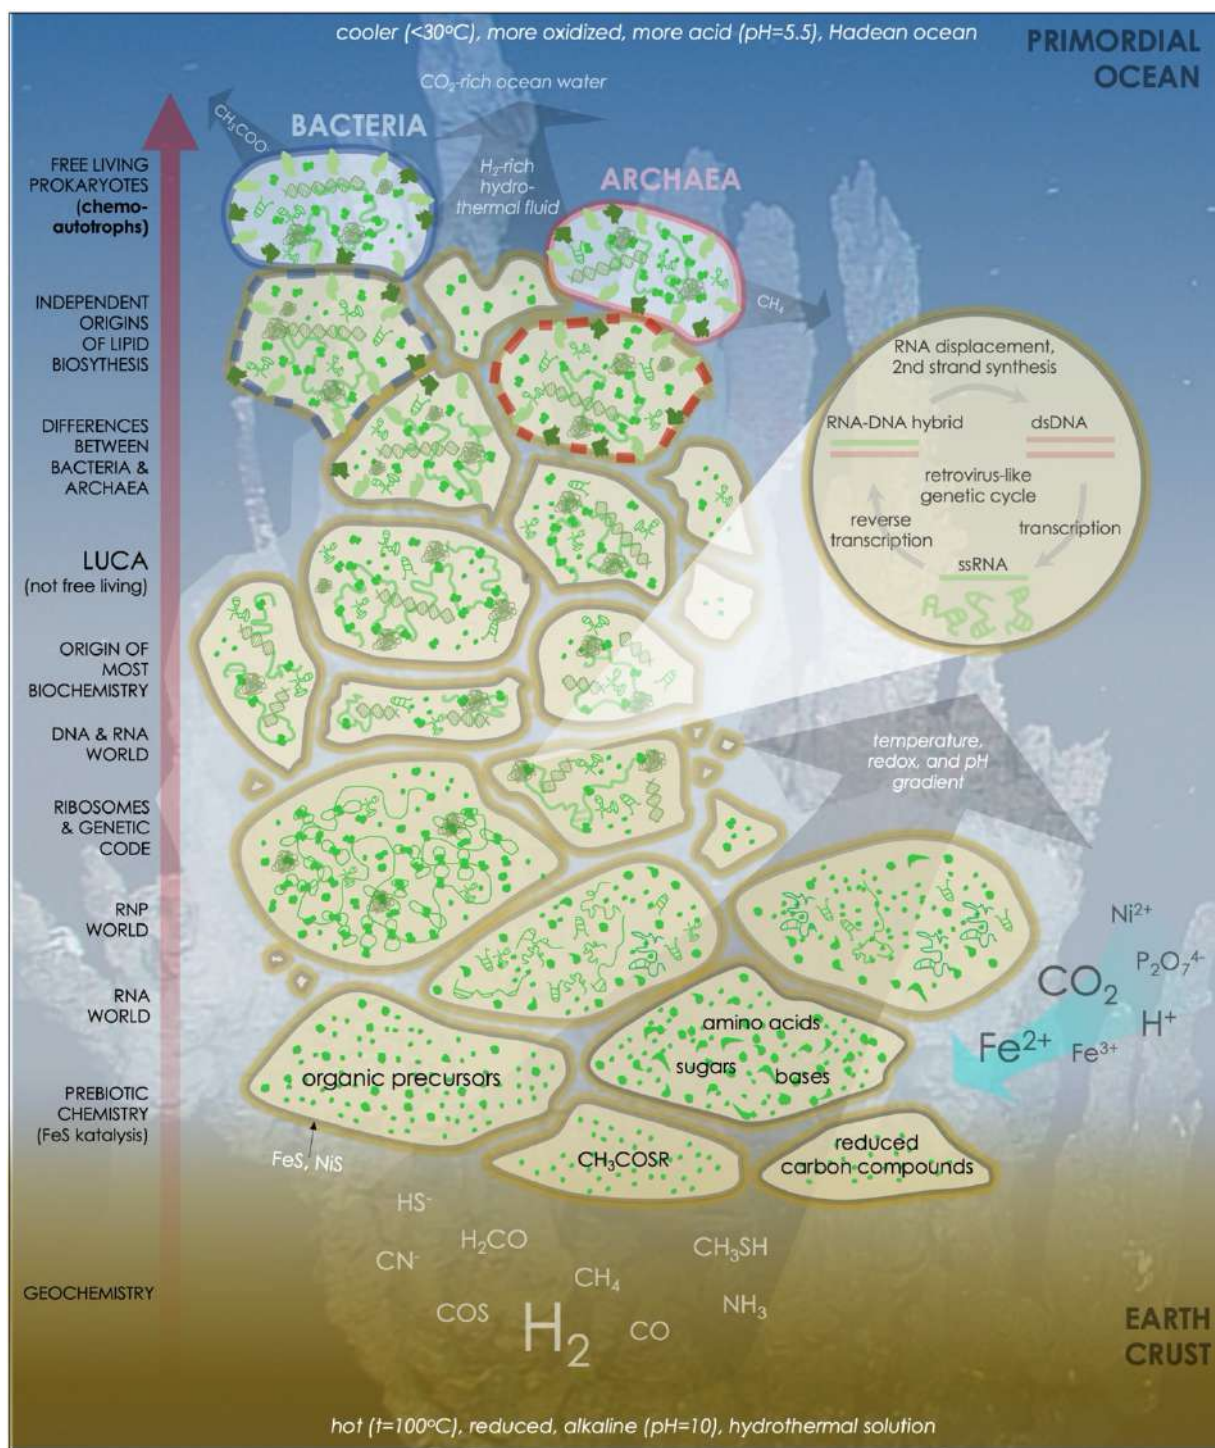 cooler (<30°C), more oxidized, more acid (pH=5.5), Hadean ocean
PRIMORDIAL
OCEAN
CO₂-rich ocean water
CH₃COO⁻
BACTERIA
H₂-rich
hydro-
thermal fluid
ARCHAEA
CH₄
FREE LIVING
PROKARYOTES
(chemo-
autotrophs)
INDEPENDENT
ORIGINS
OF LIPID
BIOSYTHESIS
DIFFERENCES
BETWEEN
BACTERIA &
ARCHAEA
LUCA
(not free living)
ORIGIN OF
MOST
BIOCHEMISTRY
DNA & RNA
WORLD
RIBOSOMES
& GENETIC
CODE
RNP
WORLD
RNA
WORLD
PREBIOTIC
CHEMISTRY
(FeS katalysis)
GEOCHEMISTRY
RNA displacement,
2nd strand synthesis
RNA-DNA hybrid
dsDNA
retrovirus-like
genetic cycle
reverse
transcription
transcription
ssRNA
temperature,
redox, and pH
gradient
Ni²⁺
P₂O₇⁴⁻
CO₂
H⁺
Fe²⁺
Fe³⁺
amino acids
sugars
bases
organic precursors
FeS, NiS
CH₃COSR
reduced
carbon compounds
HS⁻
H₂CO
CN⁻
CH₃SH
CH₄
COS
H₂
CO
NH₃
EARTH
CRUST
hot (t=100°C), reduced, alkaline (pH=10), hydrothermal solution